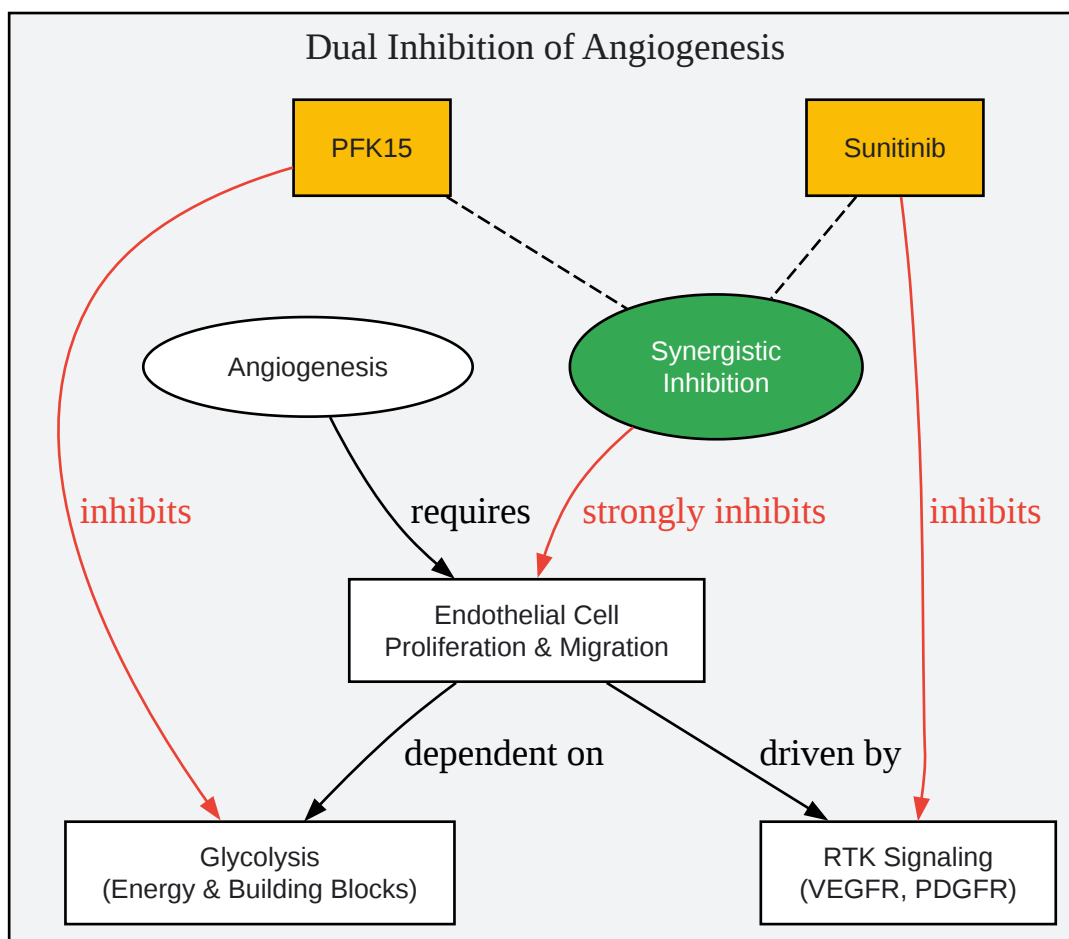 Dual Inhibition of Angiogenesis
PFK15
Sunitinib
Angiogenesis
Synergistic
Inhibition
inhibits
requires
strongly inhibits
inhibits
Endothelial Cell
Proliferation & Migration
dependent on
driven by
Glycolysis
(Energy & Building Blocks)
RTK Signaling
(VEGFR, PDGFR)